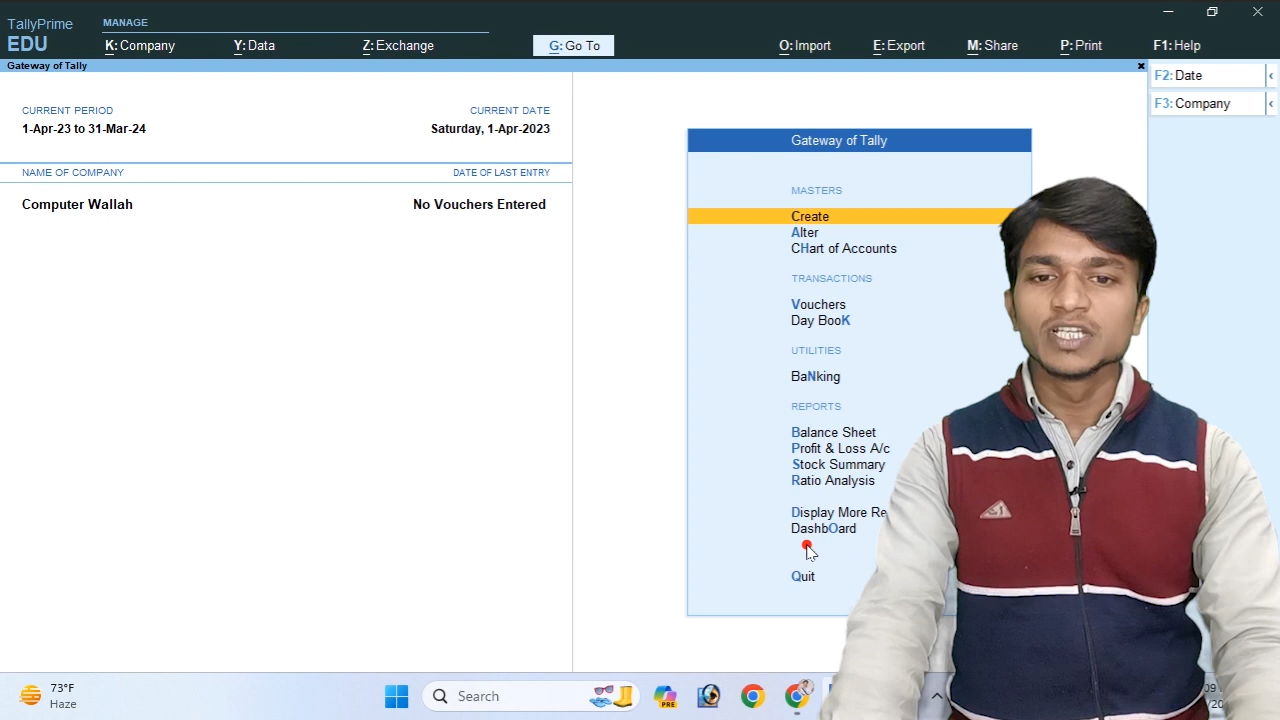 TallyPrime
EDU
MANAGE
K: Company
Y: Data
Z: Exchange
G: Go To
O: Import
E: Export
M: Share
P: Print
F1: Help
Gateway of Tally
F2: Date
F3: Company
CURRENT PERIOD
CURRENT DATE
1-Apr-23 to 31-Mar-24
Saturday, 1-Apr-2023
NAME OF COMPANY
DATE OF LAST ENTRY
Computer Wallah
No Vouchers Entered
Gateway of Tally
MASTERS
Create
Alter
CHart of Accounts
TRANSACTIONS
Vouchers
Day BooK
UTILITIES
BaNking
REPORTS
Balance Sheet
Profit & Loss A/c
Stock Summary
Ratio Analysis
Display More Re
DashbOard
Quit
73°F
Haze
Search
PRE